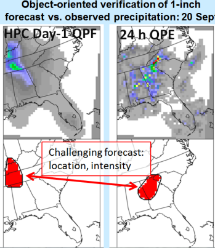 Object-oriented verification of 1-inch
forecast vs. observed precipitation: 20 Sep
HPC Day-1 QPF
24 h QPE
Challenging forecast:
location, intensity